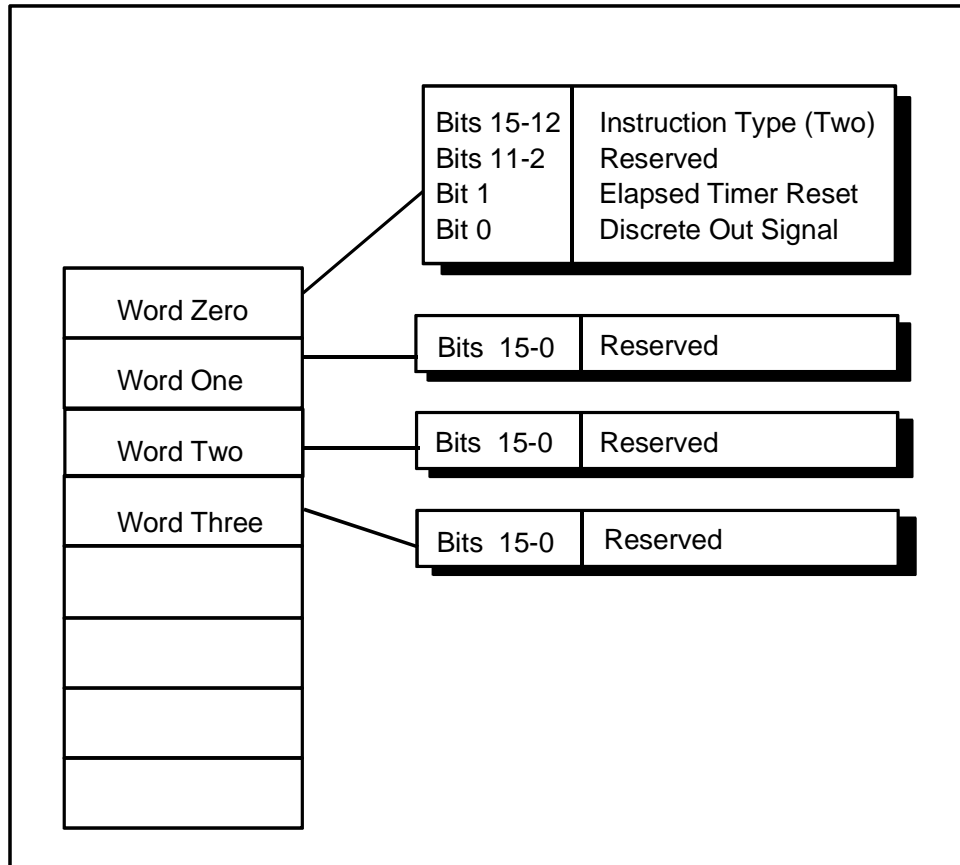 Bits 15-12 Instruction Type (Two)
Bits 11-2 Reserved
Bit 1 Elapsed Timer Reset
Bit 0 Discrete Out Signal
Word Zero
Bits 15-0 Reserved
Word One
Bits 15-0 Reserved
Word Two
Word Three
Bits 15-0 Reserved